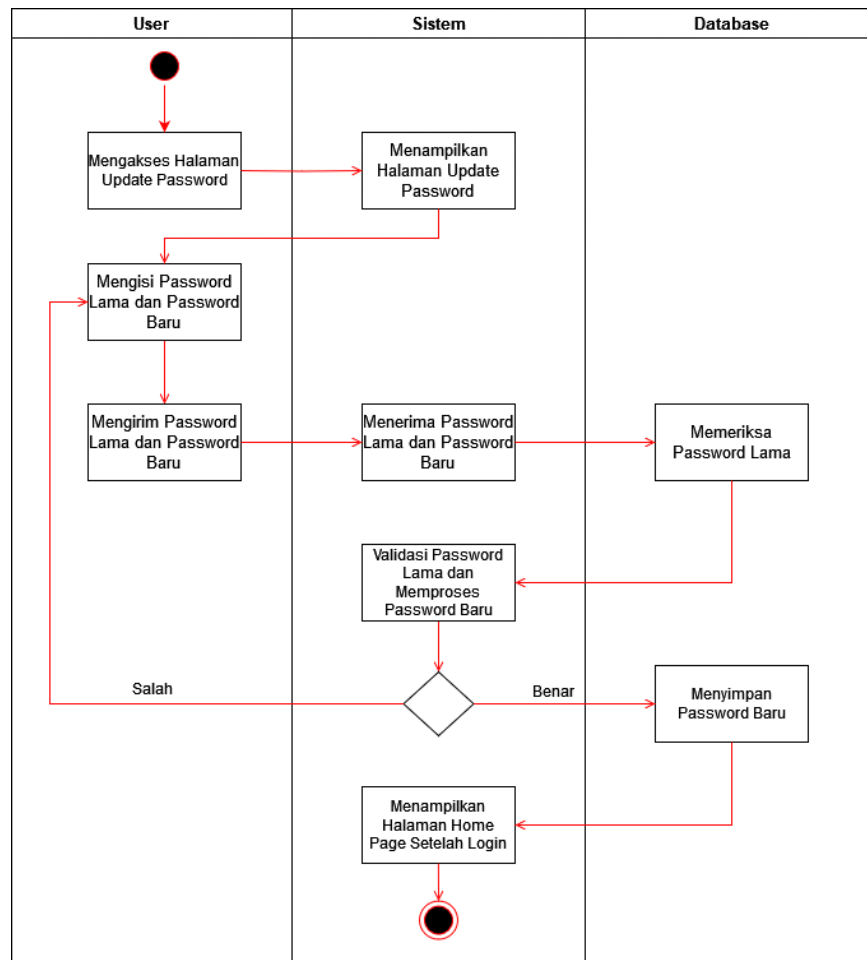 User
Sistem
Database
Mengakses Halaman
Update Password
Menampilkan
Halaman Update
Password
Mengisi Password
Lama dan Password
Baru
Mengirim Password
Lama dan Password
Baru
Menerima Password
Lama dan Password
Baru
Memeriksa
Password Lama
Validasi Password
Lama dan
Memproses
Password Baru
Salah
Benar
Menyimpan
Password Baru
Menampilkan
Halaman Home
Page Setelah Login